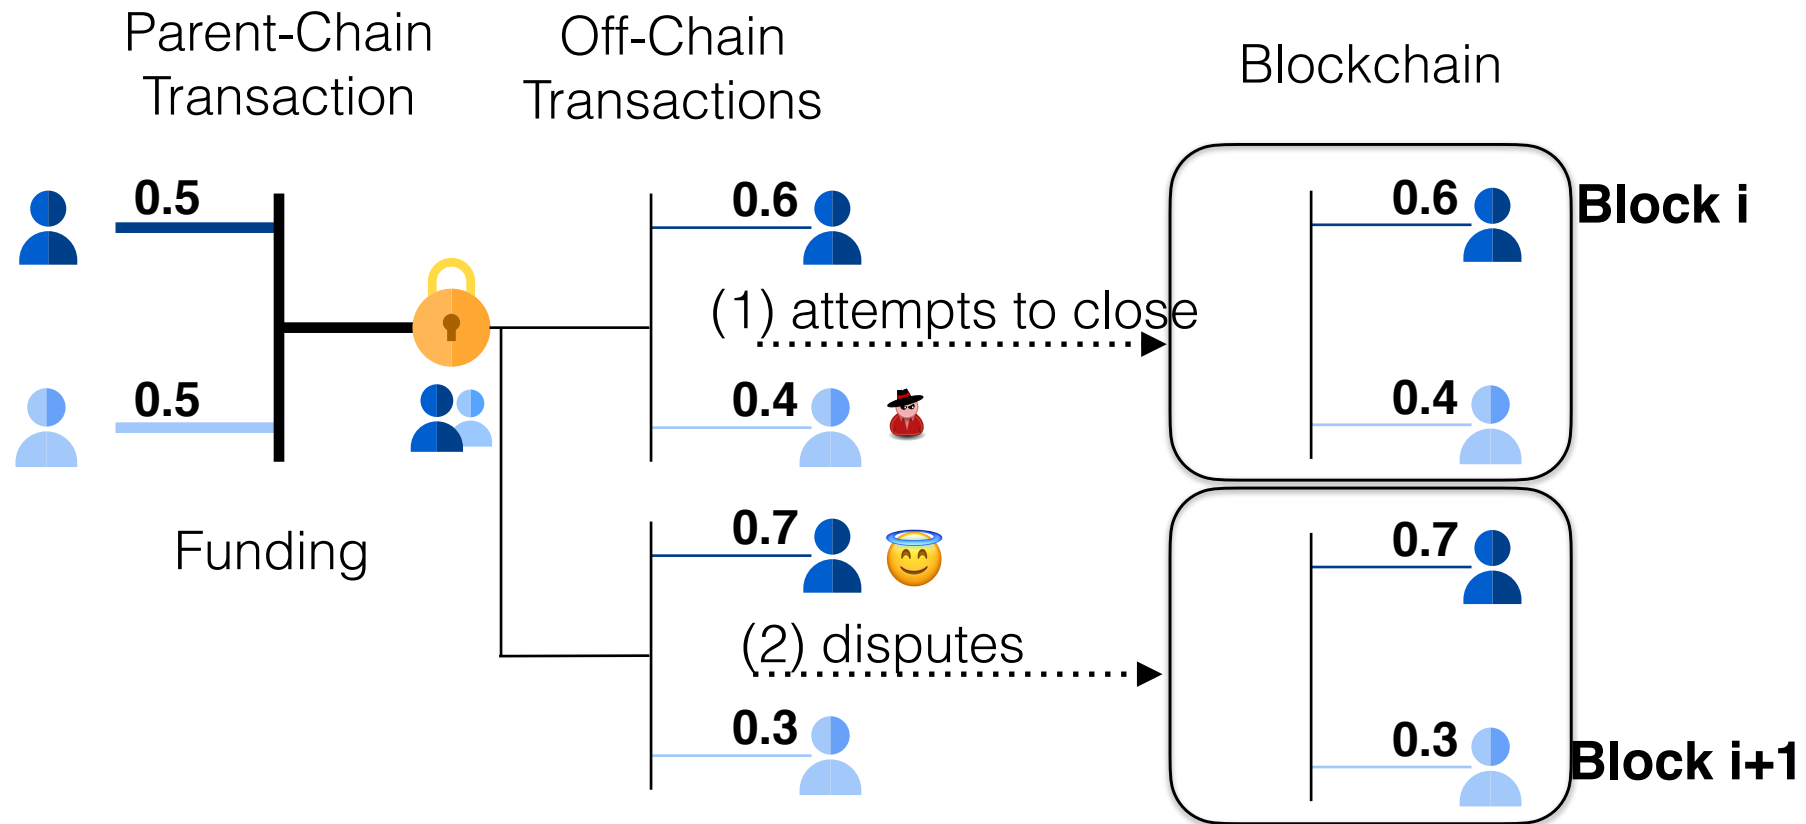 Parent-Chain
Transaction
Off-Chain
Transactions
Blockchain
0.5
0.6
0.6
Block i
(1) attempts to close
0.5
0.4
0.4
Funding
0.7
0.7
(2) disputes
0.3
0.3
Block i+1